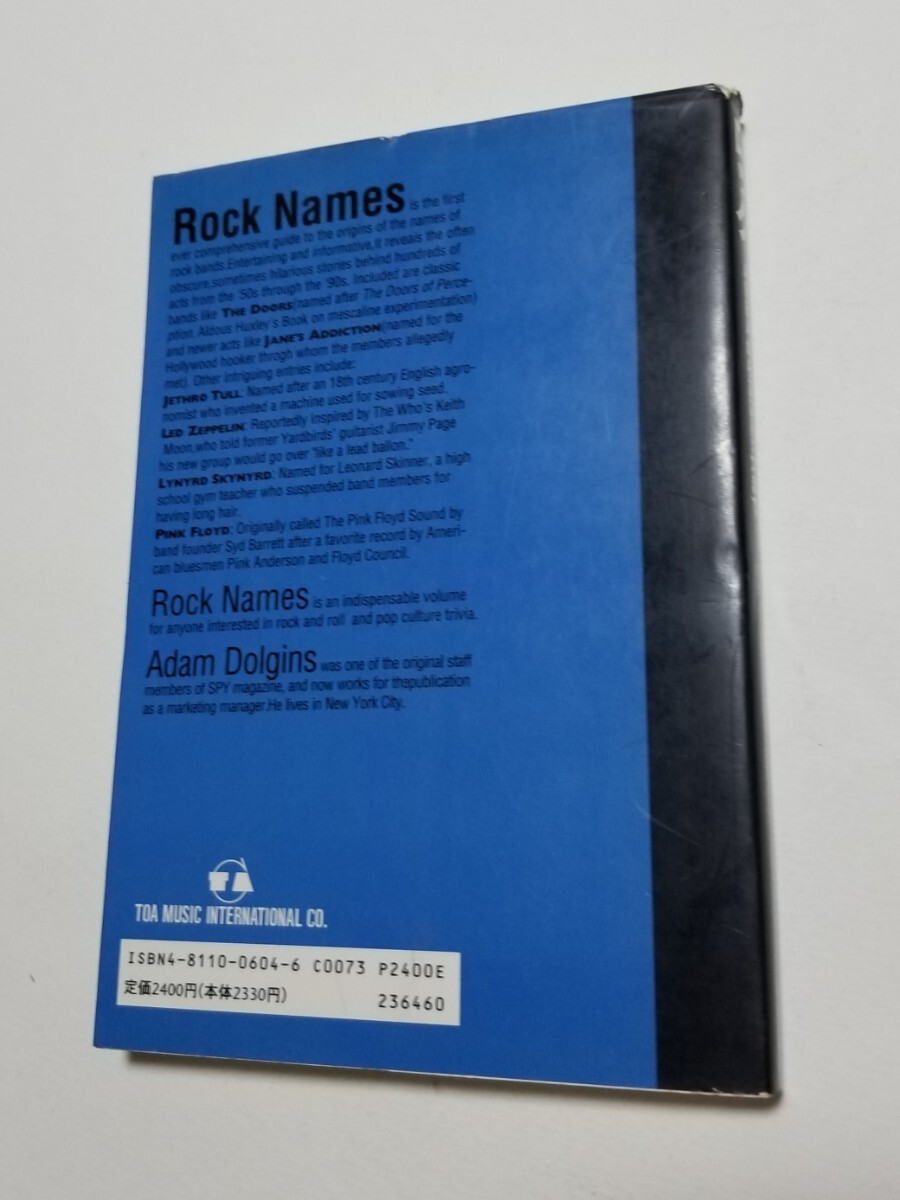 Rock Names is the first
ever comprehensive guide to the origins of the names of
rock bands.Entertaining and informative,it reveals the often
obscure,sometimes hilarious stories behind hundreds of
acts from the '50s through the '90s. Included are classic
bands like THE DOORS(named after The Doors of Perce-
ption. Aldous Huxley's Book on mescaline experimentation)
and newer acts like JANE'S ADDICTION(named for the
Hollywood hooker throgh whom the members allegedly
met). Other intriguing entries include:
JETHRO TULL: Named after an 18th century English agro-
nomist who invented a machine used for sowing seed.
LED ZEPPELIN: Reportedly inspired by The Who's Keith
Moon,who told former Yardbirds' guitarist Jimmy Page
his new group would go over "like a lead ballon."
LYNYRD SKYNYRD: Named for Leonard Skinner, a high
school gym teacher who suspended band members for
having long hair.
PINK FLOYD: Originally called The Pink Floyd Sound by
band founder Syd Barrett after a favorite record by Ameri-
can bluesmen Pink Anderson and Floyd Council.
Rock Names is an indispensable volume
for anyone interested in rock and roll and pop culture trivia.
Adam Dolgins was one of the original staff
members of SPY magazine, and now works for thepublication
as a marketing manager.He lives in New York City.
TA
TOA MUSIC INTERNATIONAL CO.
ISBN4-8110-0604-6 C0073 P2400E
定価2400円(本体2330円) 236460